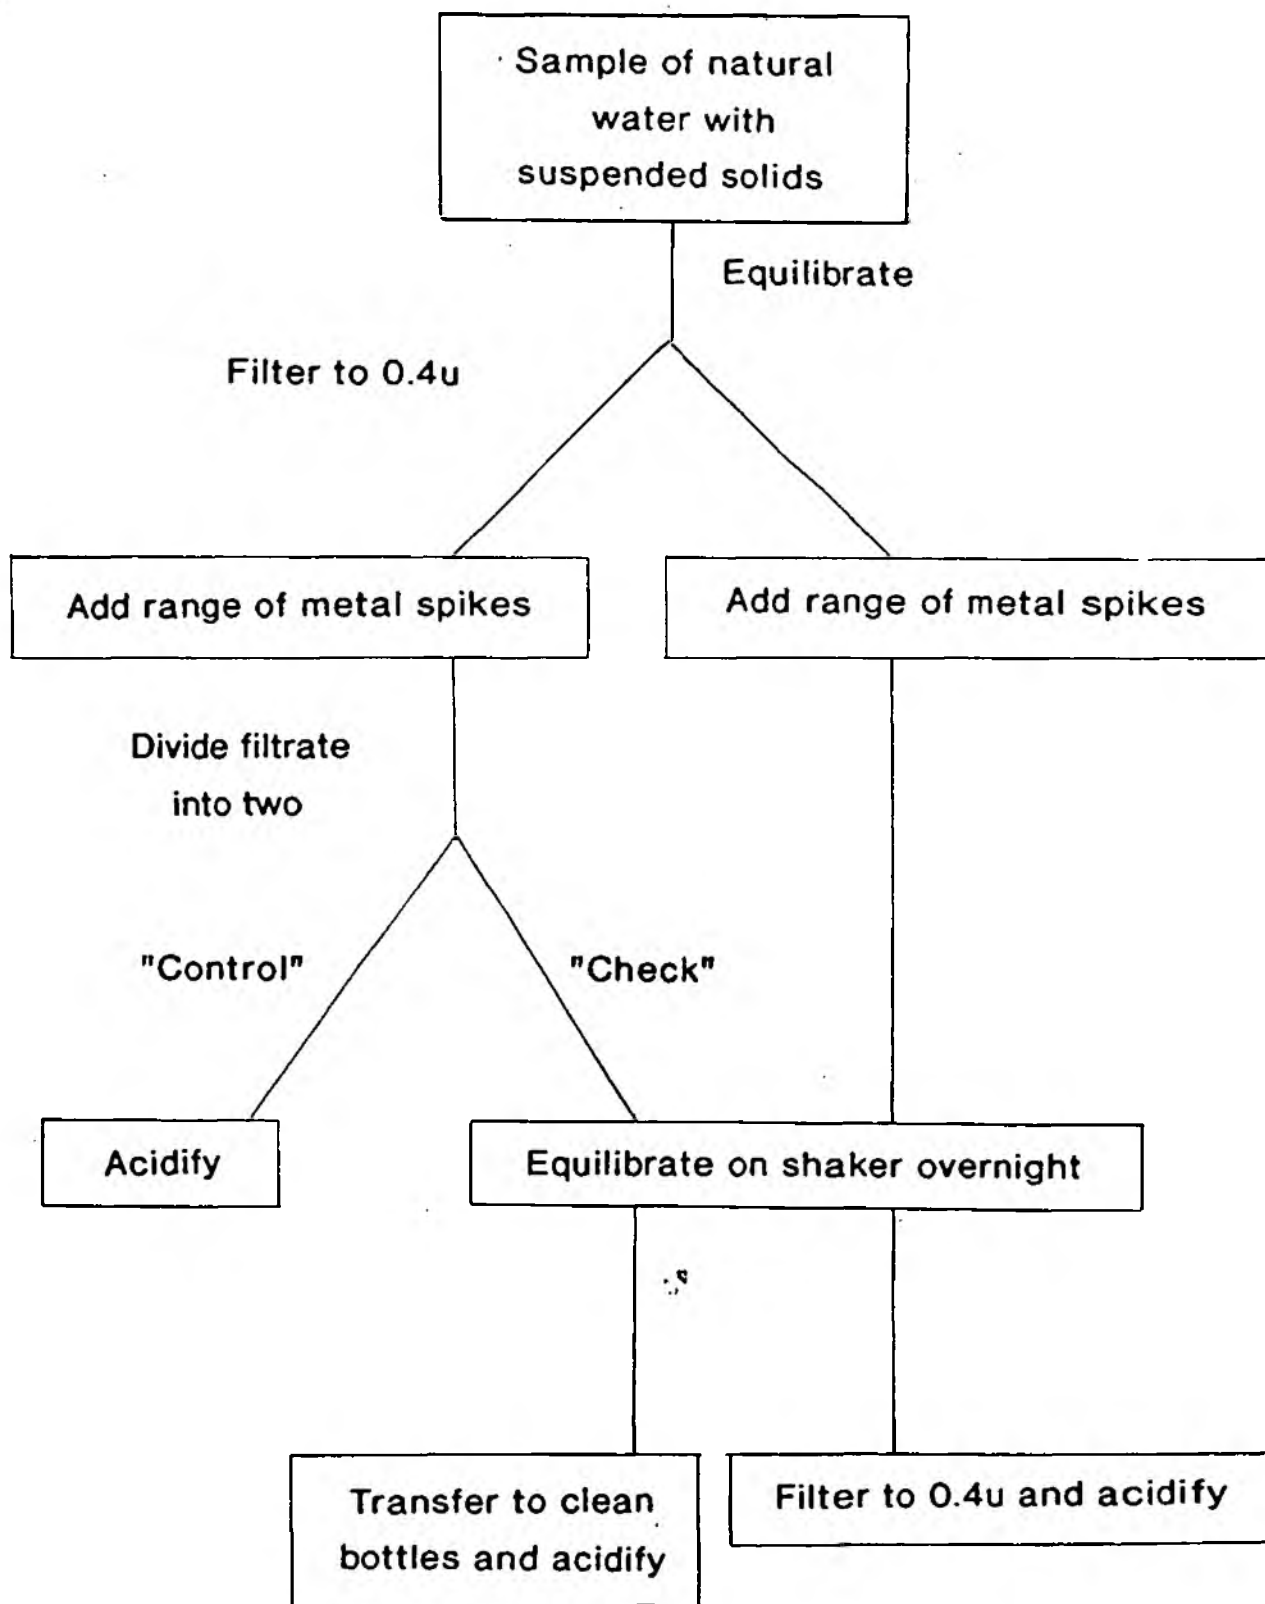 Sample of natural
water with
suspended solids
Equilibrate
Filter to 0.4u
Add range of metal spikes
Add range of metal spikes
Divide filtrate
into two
"Control"
"Check"
Acidify
Equilibrate on shaker overnight
Transfer to clean
bottles and acidify
Filter to 0.4u and acidify